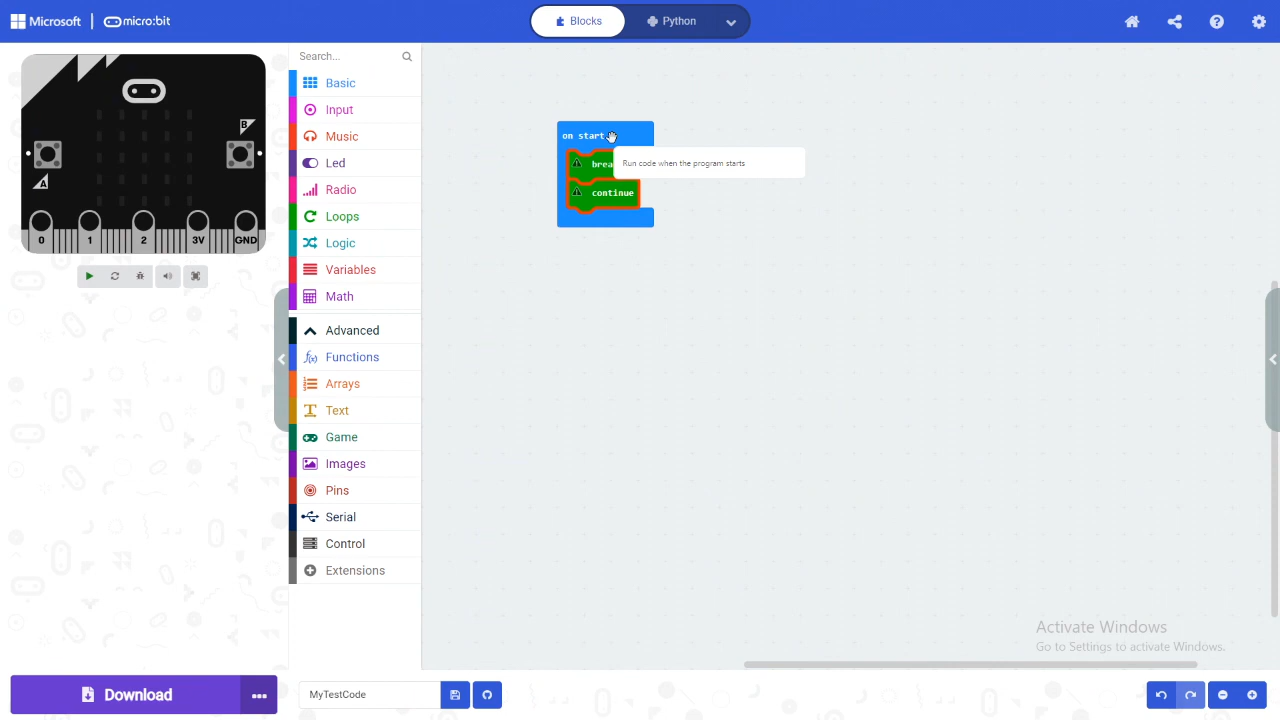 Microsoft
micro:bit
Blocks
Python
B
A
0
1
2
3V
GND
Search...
Basic
Input
Music
Led
Radio
Loops
Logic
Variables
Math
Advanced
Functions
Arrays
Text
Game
Images
Pins
Serial
Control
Extensions
on start
brea
continue
Run code when the program starts
Activate Windows
Go to Settings to activate Windows.
Download
MyTestCode